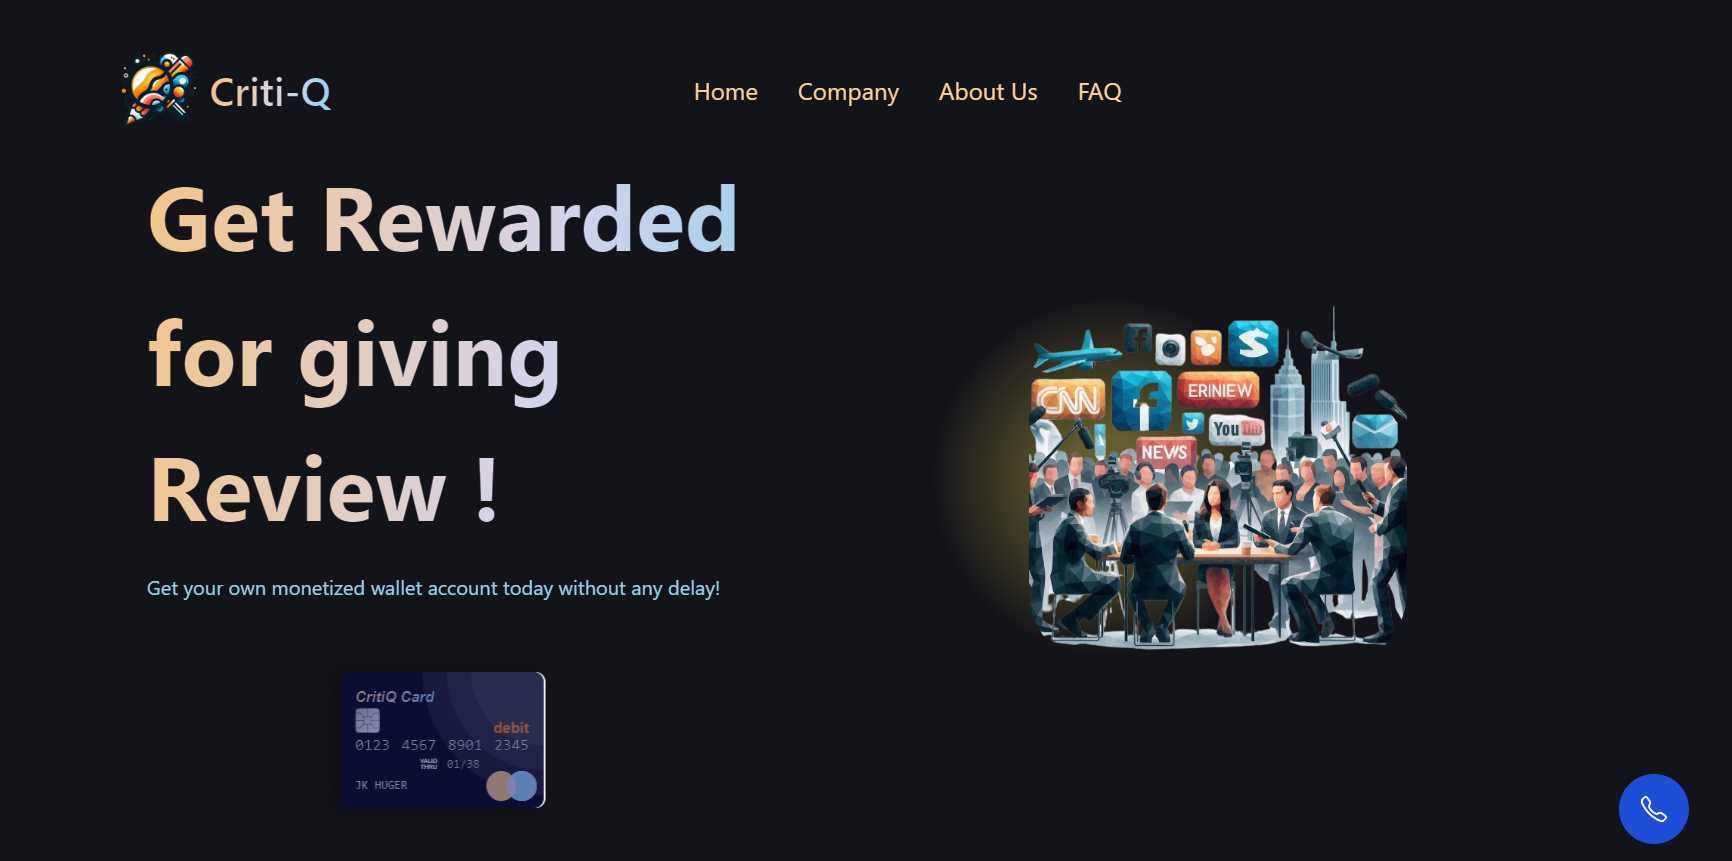 Criti-Q
Home Company About Us FAQ
Get Rewarded
for giving
Review !
Get your own monetized wallet account today without any delay!
CNN
ERINIEW
You
NEWS
CritiQ Card
debit
0123 4567 8901 2345
VALID
THRU 01/38
JK HUGER